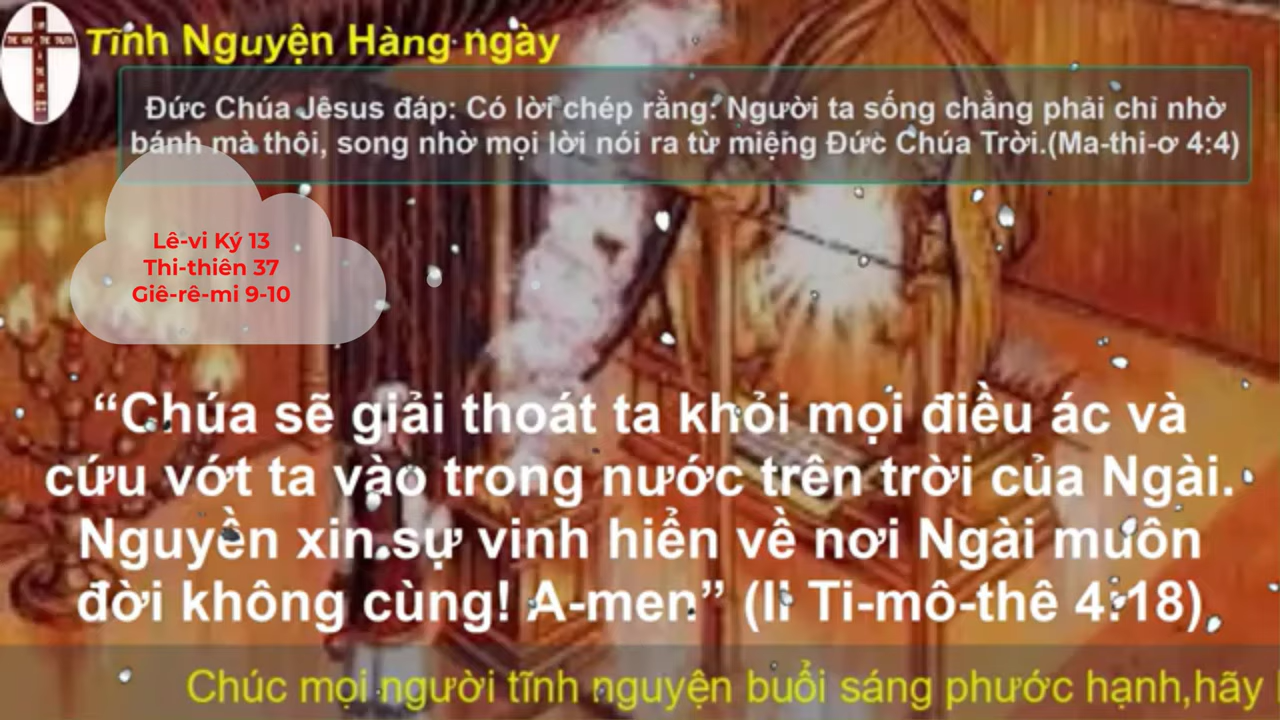 Tĩnh Nguyện Hàng ngày
Đức Chúa Jêsus đáp: Có lời chép rằng: Người ta sống chẳng phải chỉ nhờ
bánh mà thôi, song nhờ mọi lời nói ra từ miệng Đức Chúa Trời.(Ma-thi-ơ 4:4)
Lê-vi Ký 13
Thi-thiên 37
Giê-rê-mi 9-10
“Chúa sẽ giải thoát ta khỏi mọi điều ác và
cứu vớt ta vào trong nước trên trời của Ngài.
Nguyền xin sự vinh hiển về nơi Ngài muôn
đời không cùng! A-men” (Ii Ti-mô-thê 4:18)
Chúc mọi người tĩnh nguyện buổi sáng phước hạnh,hãy